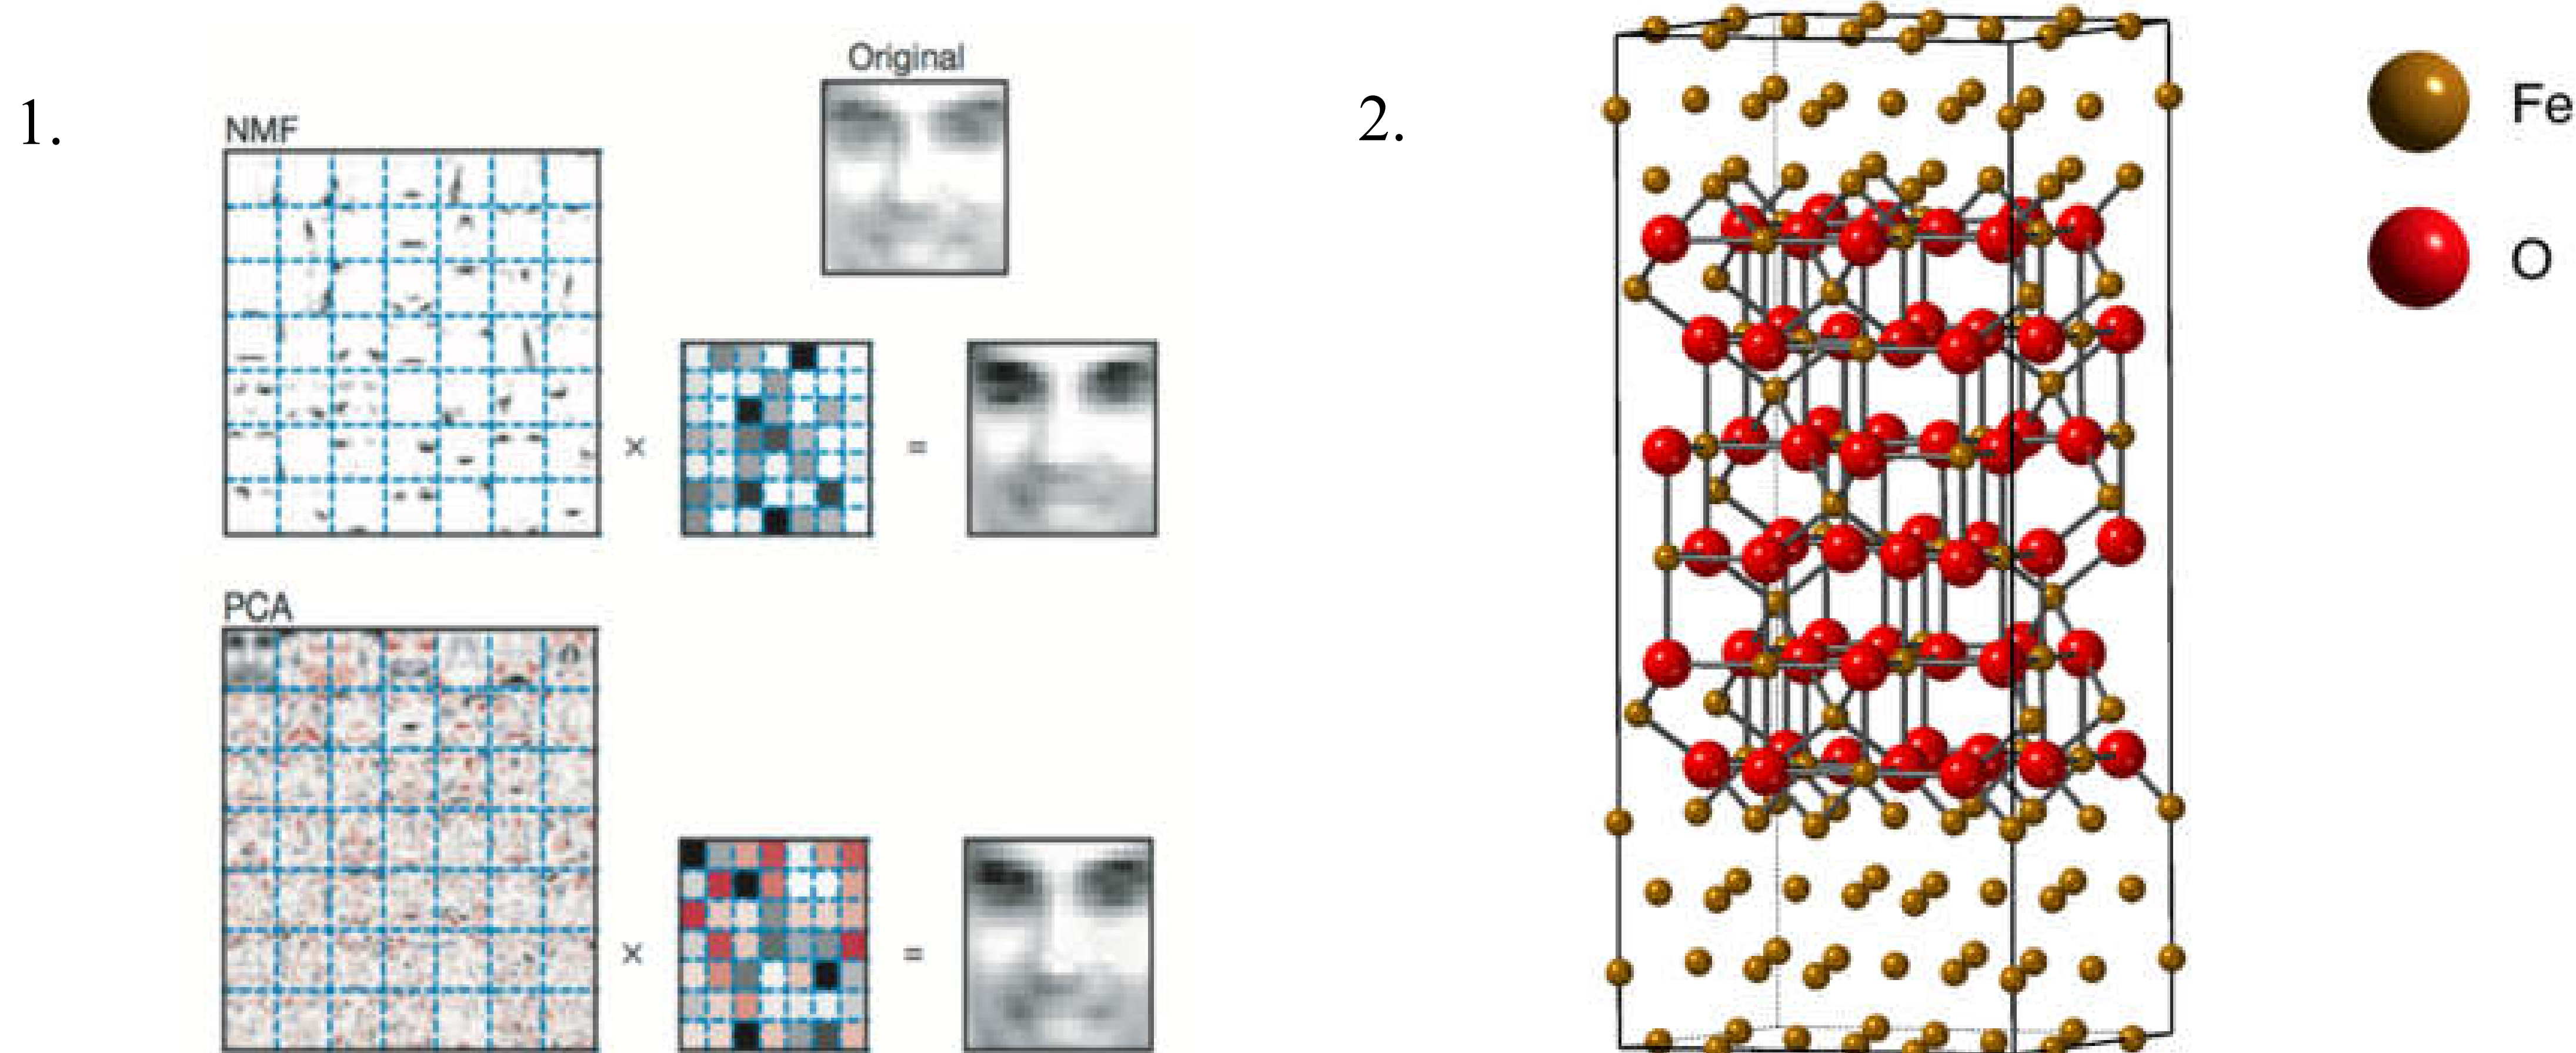 1.
Original
NMF
×
=
PCA
×
=
2.
Fe
O